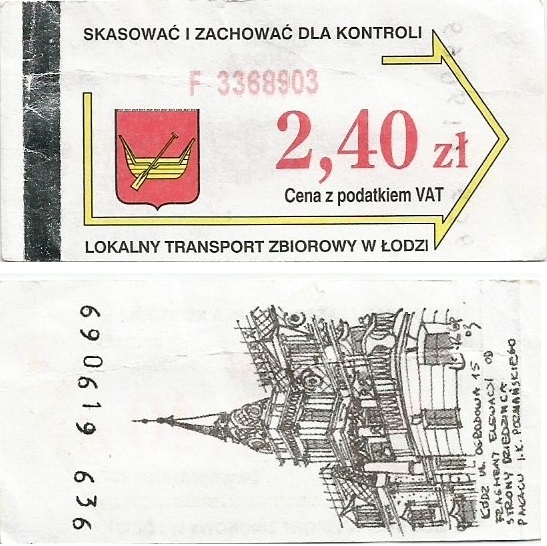 SKASOWAĆ I ZACHOWAĆ DLA KONTROLI
F 3368903
2,40 zł
Cena z podatkiem VAT
LOKALNY TRANSPORT ZBIOROWY W ŁODZI
690619 636
ŁÓDŹ UL. OGRODOWA 15
FRAGMENT ELEWACJI OD
STRONY DZIEDZIŃCA
PAŁACU I.K. POZNAŃSKIEGO